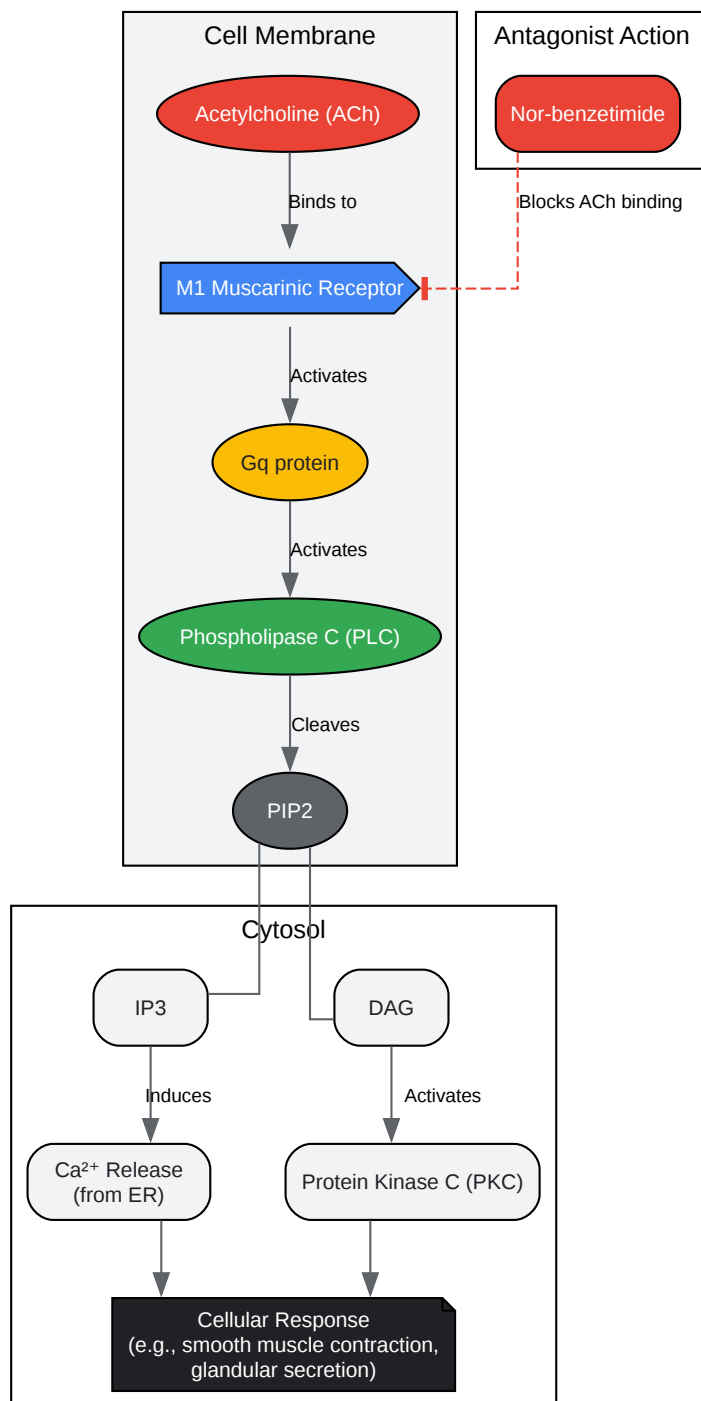 Cell Membrane
Antagonist Action
Acetylcholine (ACh)
Nor-benzetimide
Binds to
Blocks ACh binding
M1 Muscarinic Receptor
Activates
Gq protein
Activates
Phospholipase C (PLC)
Cleaves
PIP2
Cytosol
IP3
DAG
Induces
Activates
Ca²⁺ Release
(from ER)
Protein Kinase C (PKC)
Cellular Response
(e.g., smooth muscle contraction,
glandular secretion)